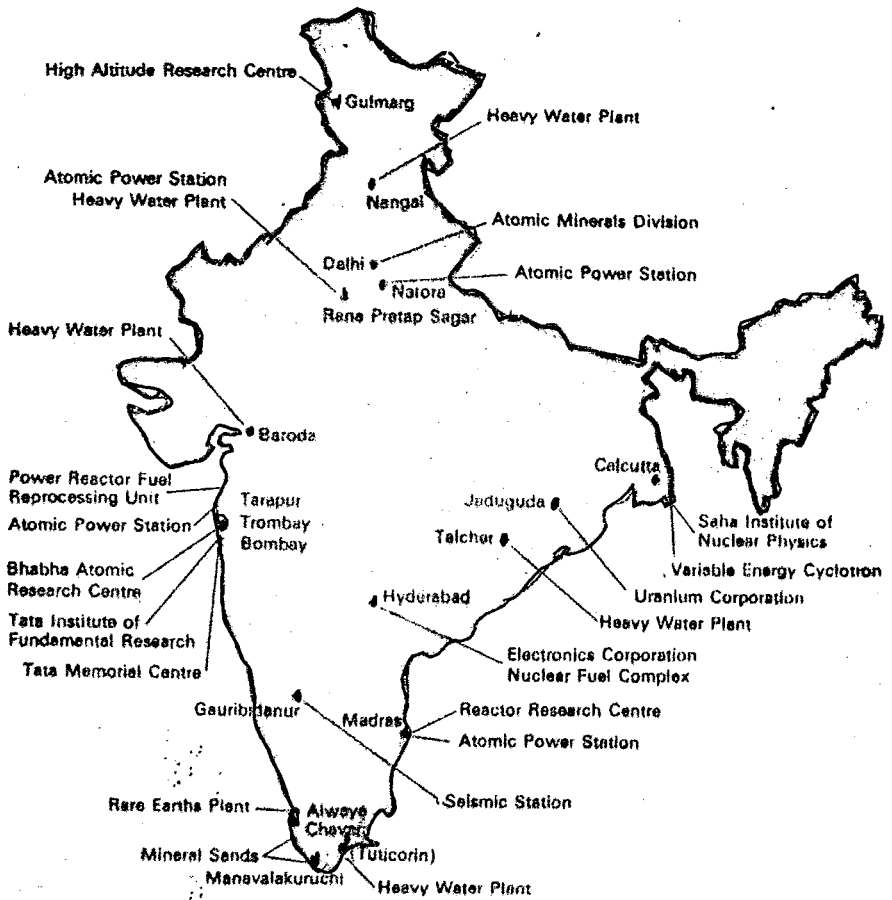 High Altitude Research Centre
Gulmarg
Heavy Water Plant
Atomic Power Station
Heavy Water Plant
Nangal
Atomic Minerals Division
Delhi
Atomic Power Station
Narora
Rana Pratap Sagar
Heavy Water Plant
Baroda
Calcutta
Power Reactor Fuel
Reprocessing Unit
Tarapur
Jaduguda
Atomic Power Station
Trombay
Saha Institute of
Nuclear Physics
Bombay
Talcher
Bhabha Atomic
Research Centre
Variable Energy Cyclotron
Hyderabad
Uranium Corporation
Tata Institute of
Fundamental Research
Heavy Water Plant
Electronics Corporation
Nuclear Fuel Complex
Tata Memorial Centre
Gauribidanur
Madras
Reactor Research Centre
Atomic Power Station
Rare Earths Plant
Alwaye
Seismic Station
Chavara
Mineral Sands
(Tuticorin)
Manavalakuruchi
Heavy Water Plant